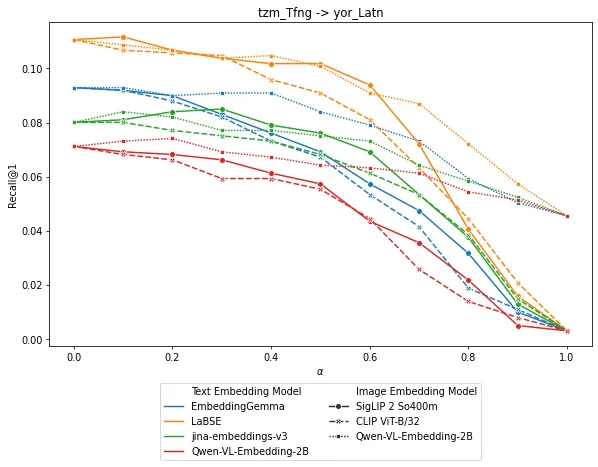 tzm_Tfng -> yor_Latn
Recall@1
0.10
0.08
0.06
0.04
0.02
0.00
0.0 0.2 0.4 0.6 0.8 1.0
α
Text Embedding Model Image Embedding Model
EmbeddingGemma SigLIP 2 So400m
LaBSE CLIP ViT-B/32
jina-embeddings-v3 Qwen-VL-Embedding-2B
Qwen-VL-Embedding-2B